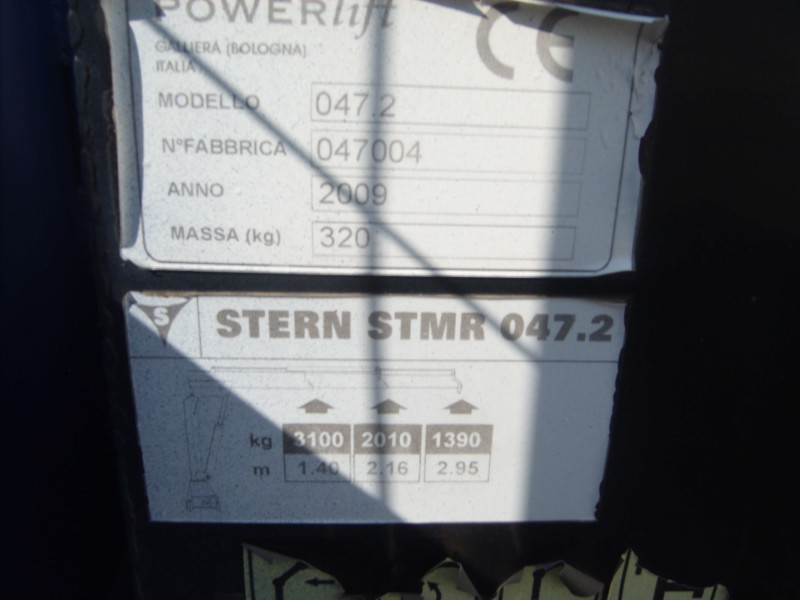 POWERlift
GALLIERA (BOLOGNA)
ITALIA
CE
MODELLO 047.2
N°FABBRICA 047004
ANNO 2009
MASSA (kg) 320
S STERN STMR 047.2
kg 3100 2010 1390
m 1.40 2.16 2.95